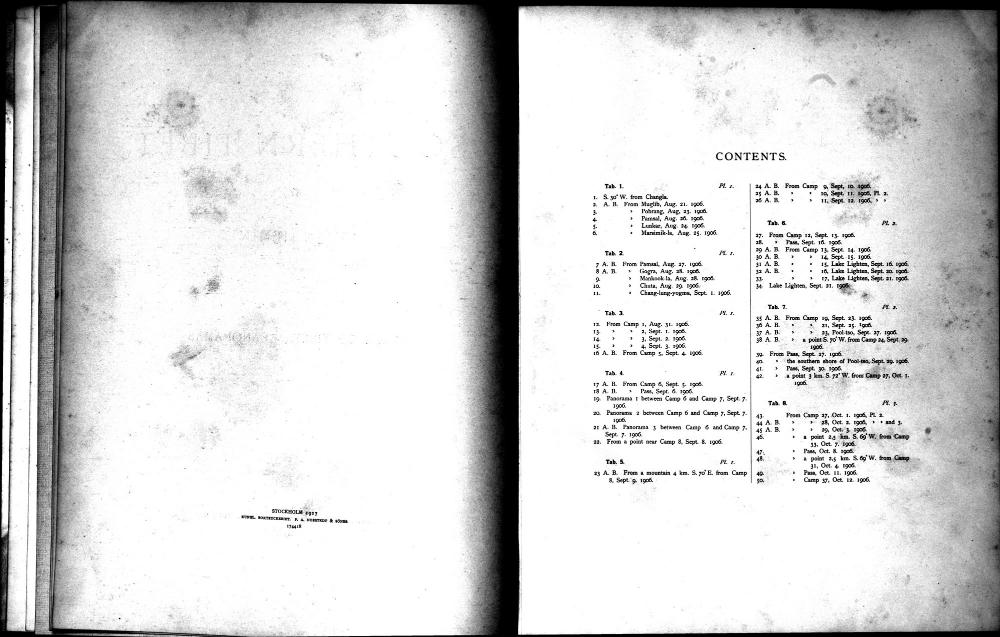 STOCKHOLM 1917
KUNGL. BOKTRYCKERIET. P. A. NORSTEDT & SÖNER
174418
CONTENTS.
Tab. 1. Pl. 1.
1. S. 30° W. from Changla.
2. A. B. From Muglib, Aug. 21. 1906.
3. » Pobrang, Aug. 23. 1906.
4. » Pamsal, Aug. 26. 1906.
5. » Lunkar, Aug. 24. 1906.
6. » Marsimik-la, Aug. 25. 1906.
Tab. 2. Pl. 1.
7 A. B. From Pamsal, Aug. 27. 1906.
8 A. B. » Gogra, Aug. 28. 1906.
9. » Mankook-la, Aug. 28. 1906.
10. » Chuta, Aug. 29. 1906.
11. » Chang-lung-yogma, Sept. 1. 1906.
Tab. 3. Pl. 1.
12. From Camp 1, Aug. 31. 1906.
13. » » 2, Sept. 1. 1906.
14. » » 3, Sept. 2. 1906.
15. » » 4, Sept. 3. 1906.
16 A. B. From Camp 5, Sept. 4. 1906.
Tab. 4. Pl. 1.
17 A. B. From Camp 6, Sept. 5. 1906.
18 A. B. » Pass, Sept. 6. 1906.
19. Panorama 1 between Camp 6 and Camp 7, Sept. 7.
1906.
20. Panorama 2 between Camp 6 and Camp 7, Sept. 7.
1906.
21 A. B. Panorama 3 between Camp 6 and Camp 7.
Sept. 7. 1906.
22. From a point near Camp 8, Sept. 8. 1906.
Tab. 5. Pl. 1.
23 A. B. From a mountain 4 km. S. 70° E. from Camp
8, Sept. 9. 1906.
24 A. B. From Camp 9, Sept. 10. 1906.
25 A. B. » » 10, Sept. 11. 1906, Pl. 2.
26 A. B. » » 11, Sept. 12. 1906, » »
Tab. 6. Pl. 2.
27. From Camp 12, Sept. 13. 1906.
28. » Pass, Sept. 16. 1906.
29 A. B. From Camp 13, Sept. 14. 1906.
30 A. B. » » 14, Sept. 15. 1906.
31 A. B. » » 15, Lake Lighten, Sept. 16. 1906.
32 A. B. » » 16, Lake Lighten, Sept. 20. 1906.
33. » » 17, Lake Lighten, Sept. 21. 1906.
34. Lake Lighten, Sept. 21. 1906.
Tab. 7. Pl. 2.
35 A. B. From Camp 19, Sept. 23. 1906.
36 A. B. » » 21, Sept. 25. 1906.
37 A. B. » » 23, Pool-tso, Sept. 27. 1906.
38 A. B. » a point S. 70° W. from Camp 24, Sept. 29.
1906.
39. From Pass, Sept. 27. 1906.
40. » the southern shore of Pool-tso, Sept. 29. 1906.
41. » Pass, Sept. 30. 1906.
42. » a point 3 km. S. 72° W. from Camp 27, Oct. 1.
1906.
Tab. 8. Pl. 3.
43. From Camp 27, Oct. 1. 1906, Pl. 2.
44 A. B. » » 28, Oct. 2. 1906, » » and 3.
45 A. B. » » 29, Oct. 3. 1906.
46. » a point 2,5 km. S. 69° W. from Camp
33, Oct. 7. 1906.
47. » Pass, Oct. 8. 1906.
48. » a point 2,5 km. S. 69° W. from Camp
31, Oct. 4. 1906.
49. » Pass, Oct. 11. 1906.
50. » Camp 37, Oct. 12. 1906.